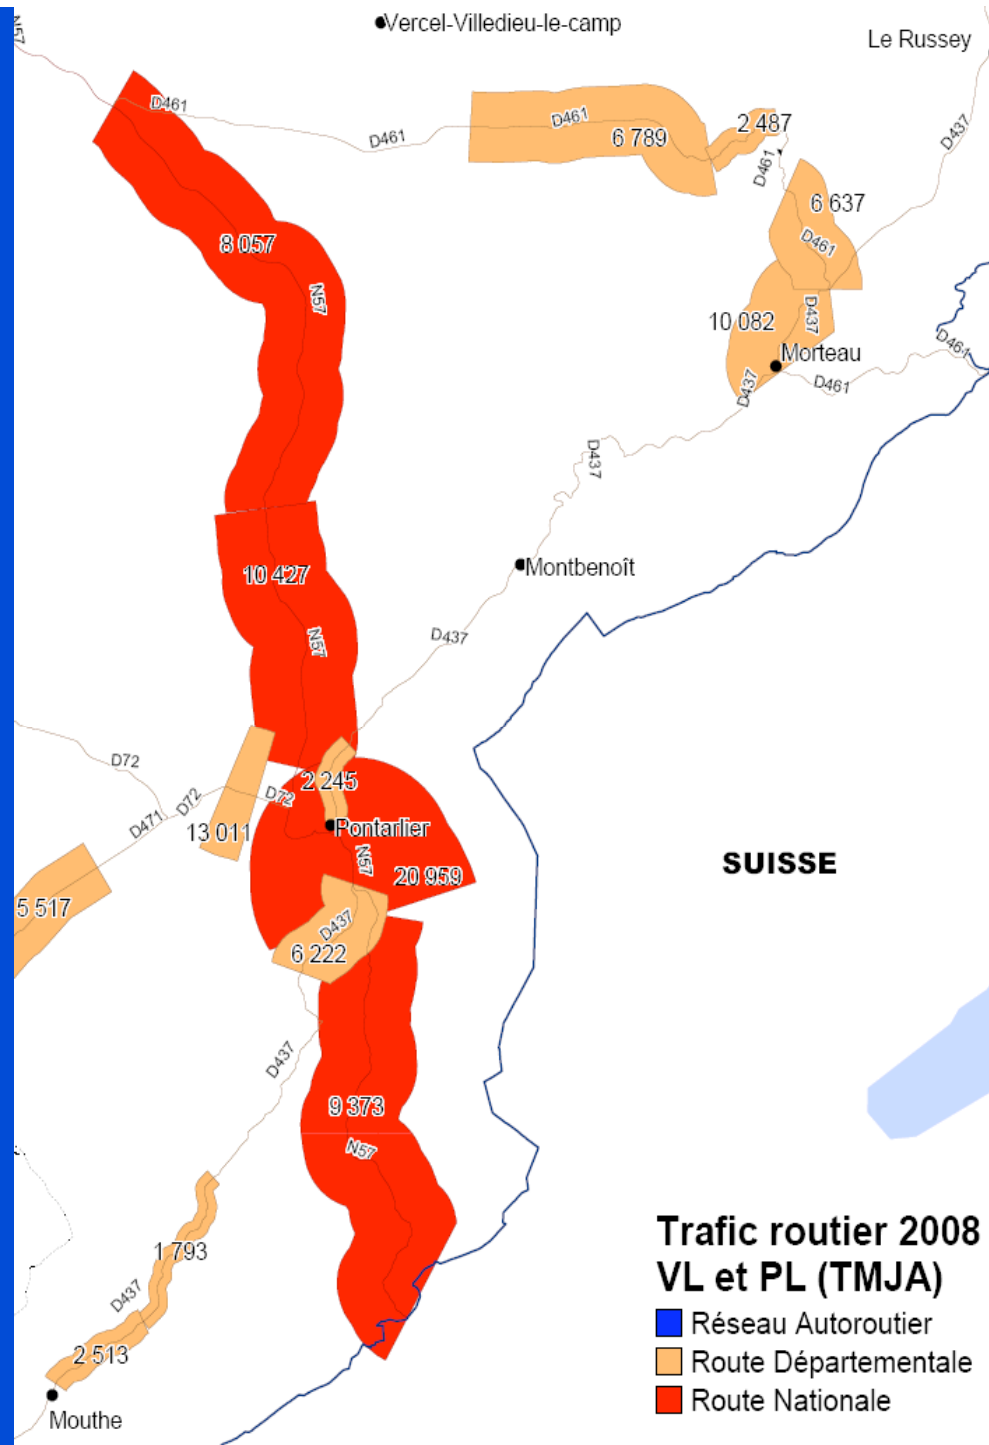 N57
Vercel-Villedieu-le-camp
Le Russey
D461
D461
D461
6 789
2 487
D437
D461
6 637
D461
8 057
N57
D437
10 082
Morteau
D461
D461
D437
D437
Montbenoît
10 427
N57
D437
D72
2 245
D72
D72
D471
13 011
Pontarlier
N57
20 959
SUISSE
5 517
D437
6 222
D437
9 373
N57
1 793
D437
2 513
Mouthe
Trafic routier 2008
VL et PL (TMJA)
Réseau Autoroutier
Route Départementale
Route Nationale